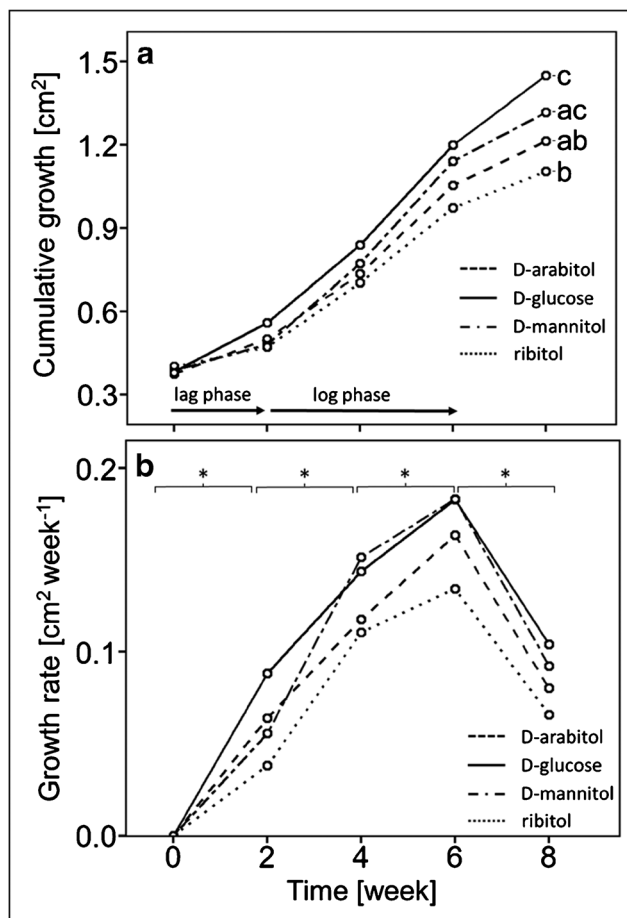 a
Cumulative growth [cm²]
1.5
1.2
0.9
0.6
0.3
c
ac
ab
b
D-arabitol
D-glucose
D-mannitol
ribitol
lag phase
log phase
b
Growth rate [cm² week⁻¹]
0.2
0.1
0.0
* * * *
D-arabitol
D-glucose
D-mannitol
ribitol
0 2 4 6 8
Time [week]